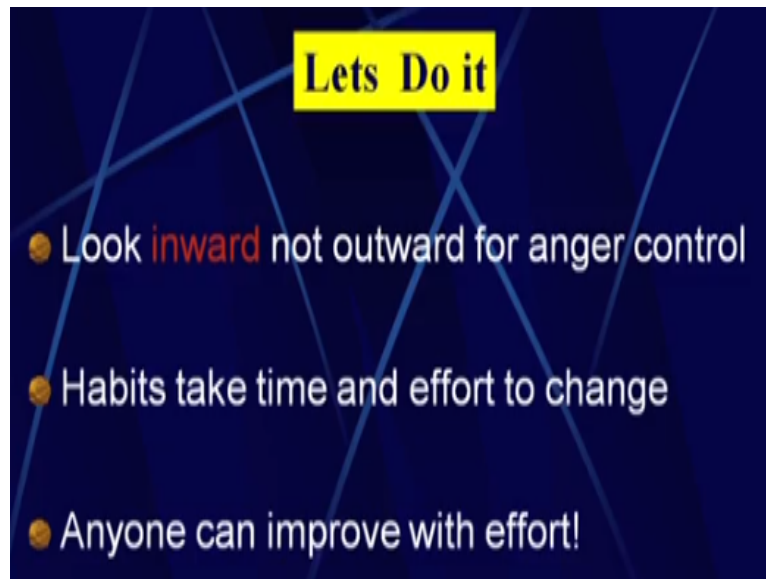 Lets Do it
Look inward not outward for anger control
Habits take time and effort to change
Anyone can improve with effort!